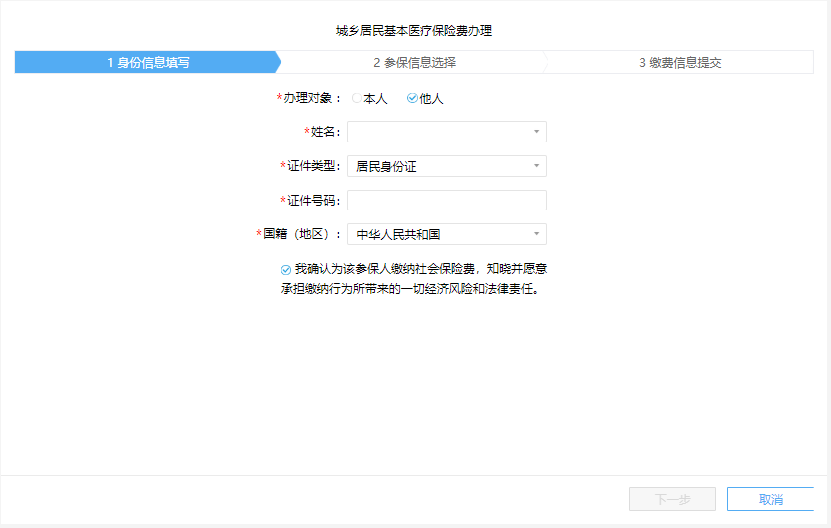 城乡居民基本医疗保险费办理
1 身份信息填写
2 参保信息选择
3 缴费信息提交
*办理对象： 本人 他人
*姓名：
*证件类型： 居民身份证
*证件号码：
*国籍（地区）： 中华人民共和国
我确认为该参保人缴纳社会保险费，知晓并愿意
承担缴纳行为所带来的一切经济风险和法律责任。
下一步
取消